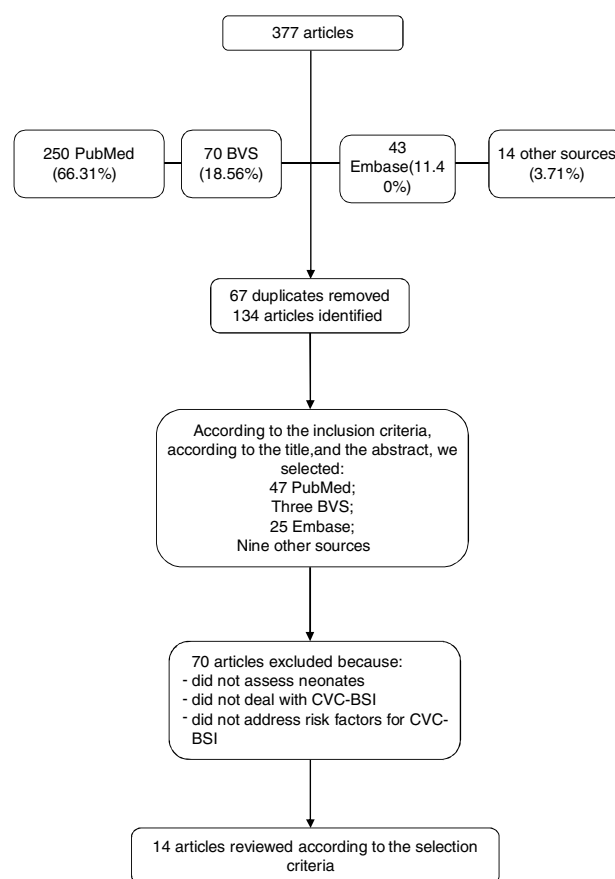 377 articles
250 PubMed
(66.31%)
70 BVS
(18.56%)
43
Embase(11.4
0%)
14 other sources
(3.71%)
67 duplicates removed
134 articles identified
According to the inclusion criteria,
according to the title,and the abstract, we
selected:
47 PubMed;
Three BVS;
25 Embase;
Nine other sources
70 articles excluded because:
- did not assess neonates
- did not deal with CVC-BSI
- did not address risk factors for CVC-
BSI
14 articles reviewed according to the selection
criteria